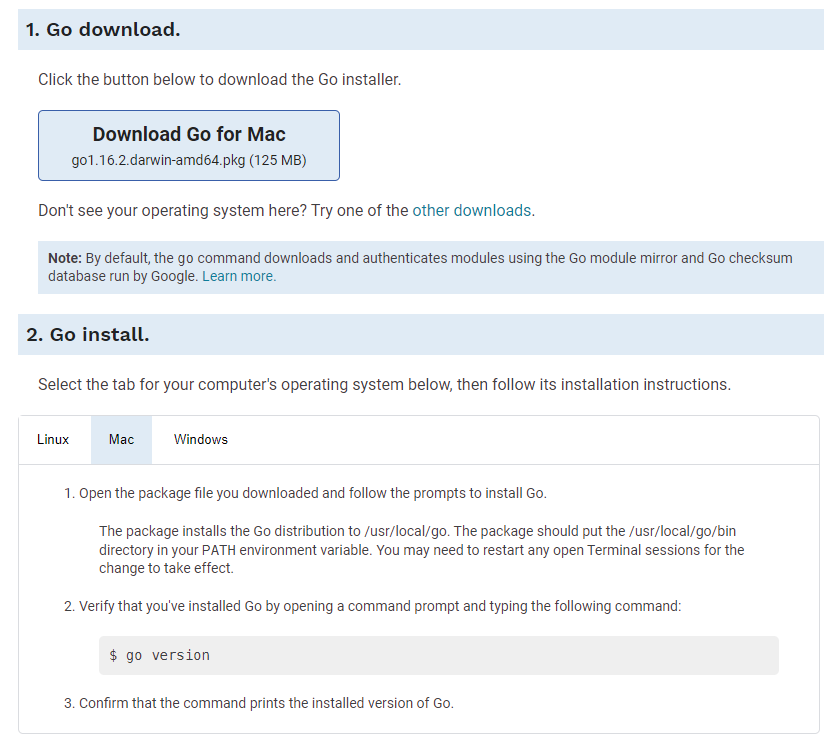 1. Go download.
Click the button below to download the Go installer.
Download Go for Mac
go1.16.2.darwin-amd64.pkg (125 MB)
Don't see your operating system here? Try one of the other downloads.
Note: By default, the go command downloads and authenticates modules using the Go module mirror and Go checksum
database run by Google. Learn more.
2. Go install.
Select the tab for your computer's operating system below, then follow its installation instructions.
Linux Mac Windows
1. Open the package file you downloaded and follow the prompts to install Go.
The package installs the Go distribution to /usr/local/go. The package should put the /usr/local/go/bin
directory in your PATH environment variable. You may need to restart any open Terminal sessions for the
change to take effect.
2. Verify that you've installed Go by opening a command prompt and typing the following command:
$ go version
3. Confirm that the command prints the installed version of Go.